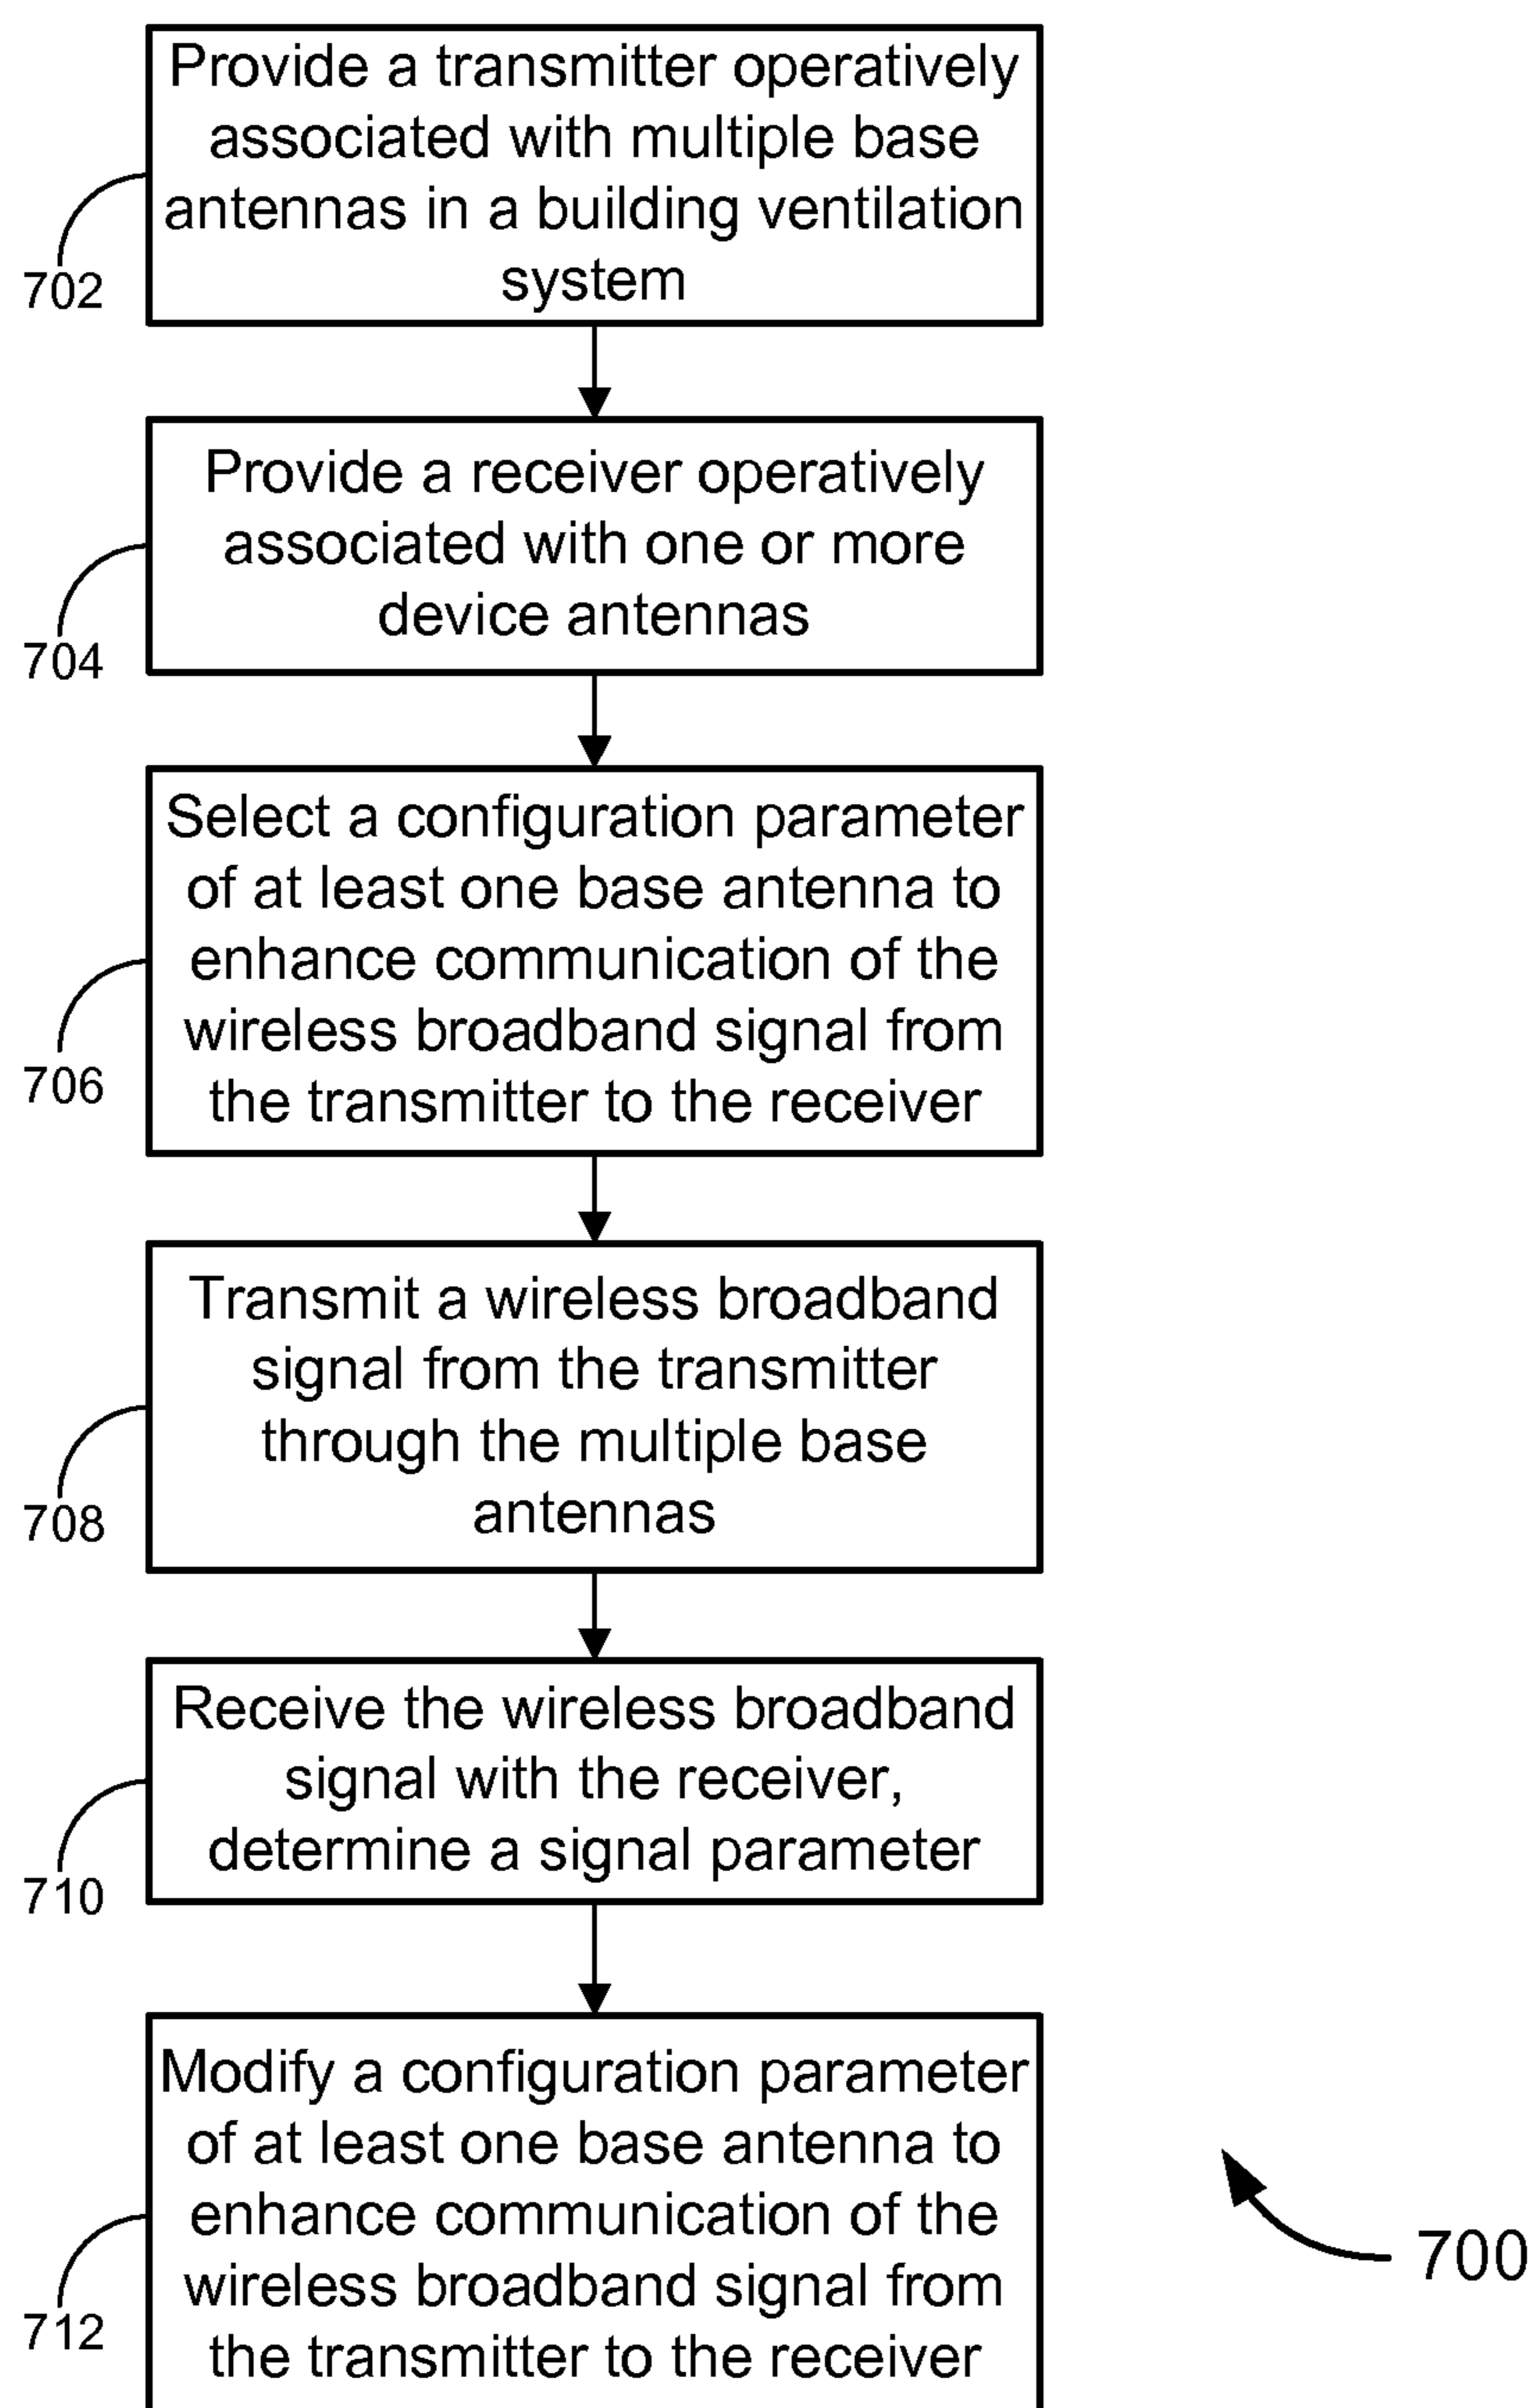 Provide a transmitter operatively
associated with multiple base
antennas in a building ventilation
system
702
Provide a receiver operatively
associated with one or more
device antennas
704
Select a configuration parameter
of at least one base antenna to
enhance communication of the
wireless broadband signal from
the transmitter to the receiver
706
Transmit a wireless broadband
signal from the transmitter
through the multiple base
antennas
708
Receive the wireless broadband
signal with the receiver,
determine a signal parameter
710
Modify a configuration parameter
of at least one base antenna to
enhance communication of the
wireless broadband signal from
the transmitter to the receiver
712
700